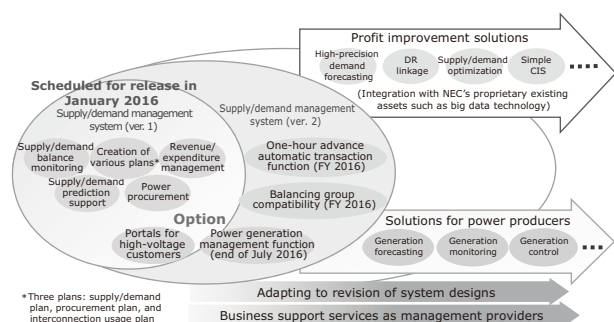 Profit improvement solutions
High-precision
demand
forecasting
DR
linkage
Supply/demand
optimization
Simple
CIS
(Integration with NEC's proprietary existing
assets such as big data technology)
Scheduled for release in
January 2016
Supply/demand management
system (ver. 1)
Supply/demand
balance
monitoring
Creation of
various plans*
Revenue/
expenditure
management
Supply/demand
prediction
support
Power
procurement
Supply/demand management
system (ver. 2)
One-hour advance
automatic transaction
function (FY 2016)
Balancing group
compatibility (FY 2016)
Option
Portals for
high-voltage
customers
Power generation
management function
(end of July 2016)
Solutions for power producers
Generation
forecasting
Generation
monitoring
Generation
control
*Three plans: supply/demand
plan, procurement plan, and
interconnection usage plan
Adapting to revision of system designs
Business support services as management providers